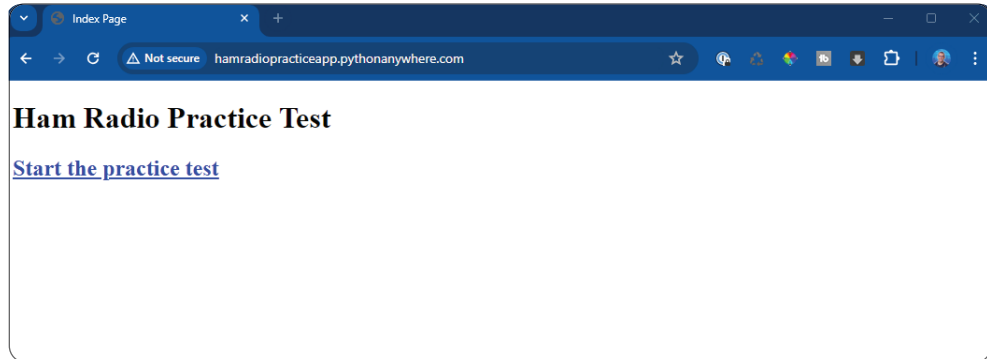 Index Page
Not secure hamradiopracticeapp.pythonanywhere.com
Ham Radio Practice Test
Start the practice test